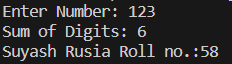 Enter Number: 123
Sum of Digits: 6
Suyash Rusia Roll no.:58